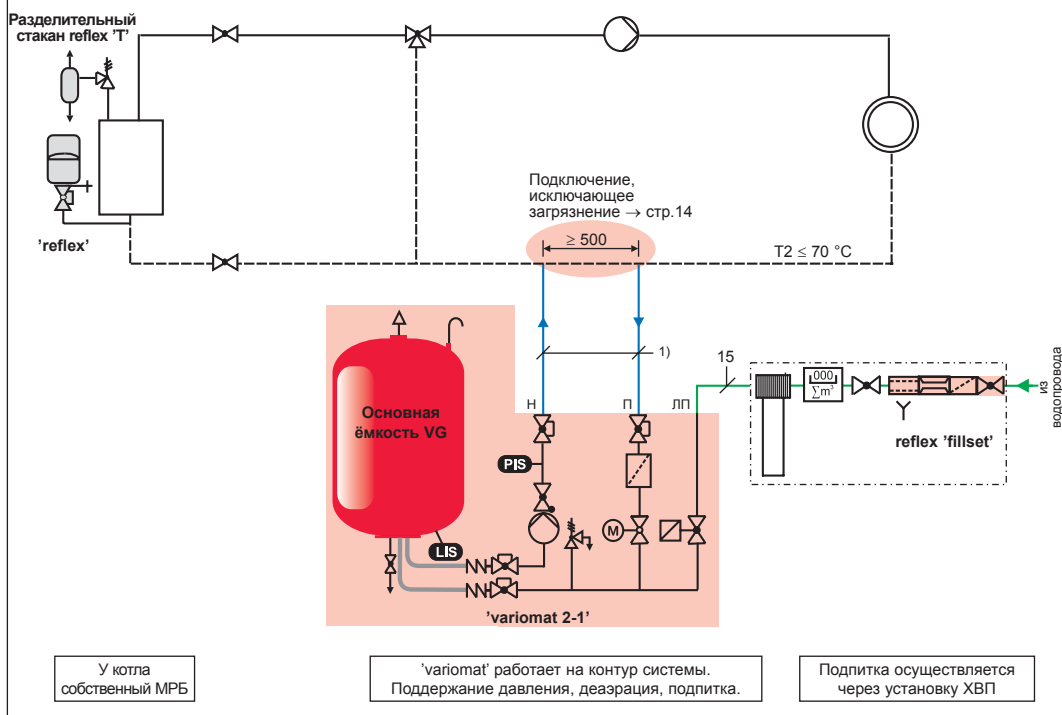 Разделительный
стакан reflex 'T'
'reflex'
Подключение,
исключающее
загрязнение → стр.14
≥ 500
T2 ≤ 70 °C
1)
15
000
∑m³
из
водопровода
reflex 'fillset'
Н
П
ЛП
Основная
ёмкость VG
PIS
M
LIS
'variomat 2-1'
У котла
собственный МРБ
'variomat' работает на контур системы.
Поддержание давления, деаэрация, подпитка.
Подпитка осуществляется
через установку ХВП